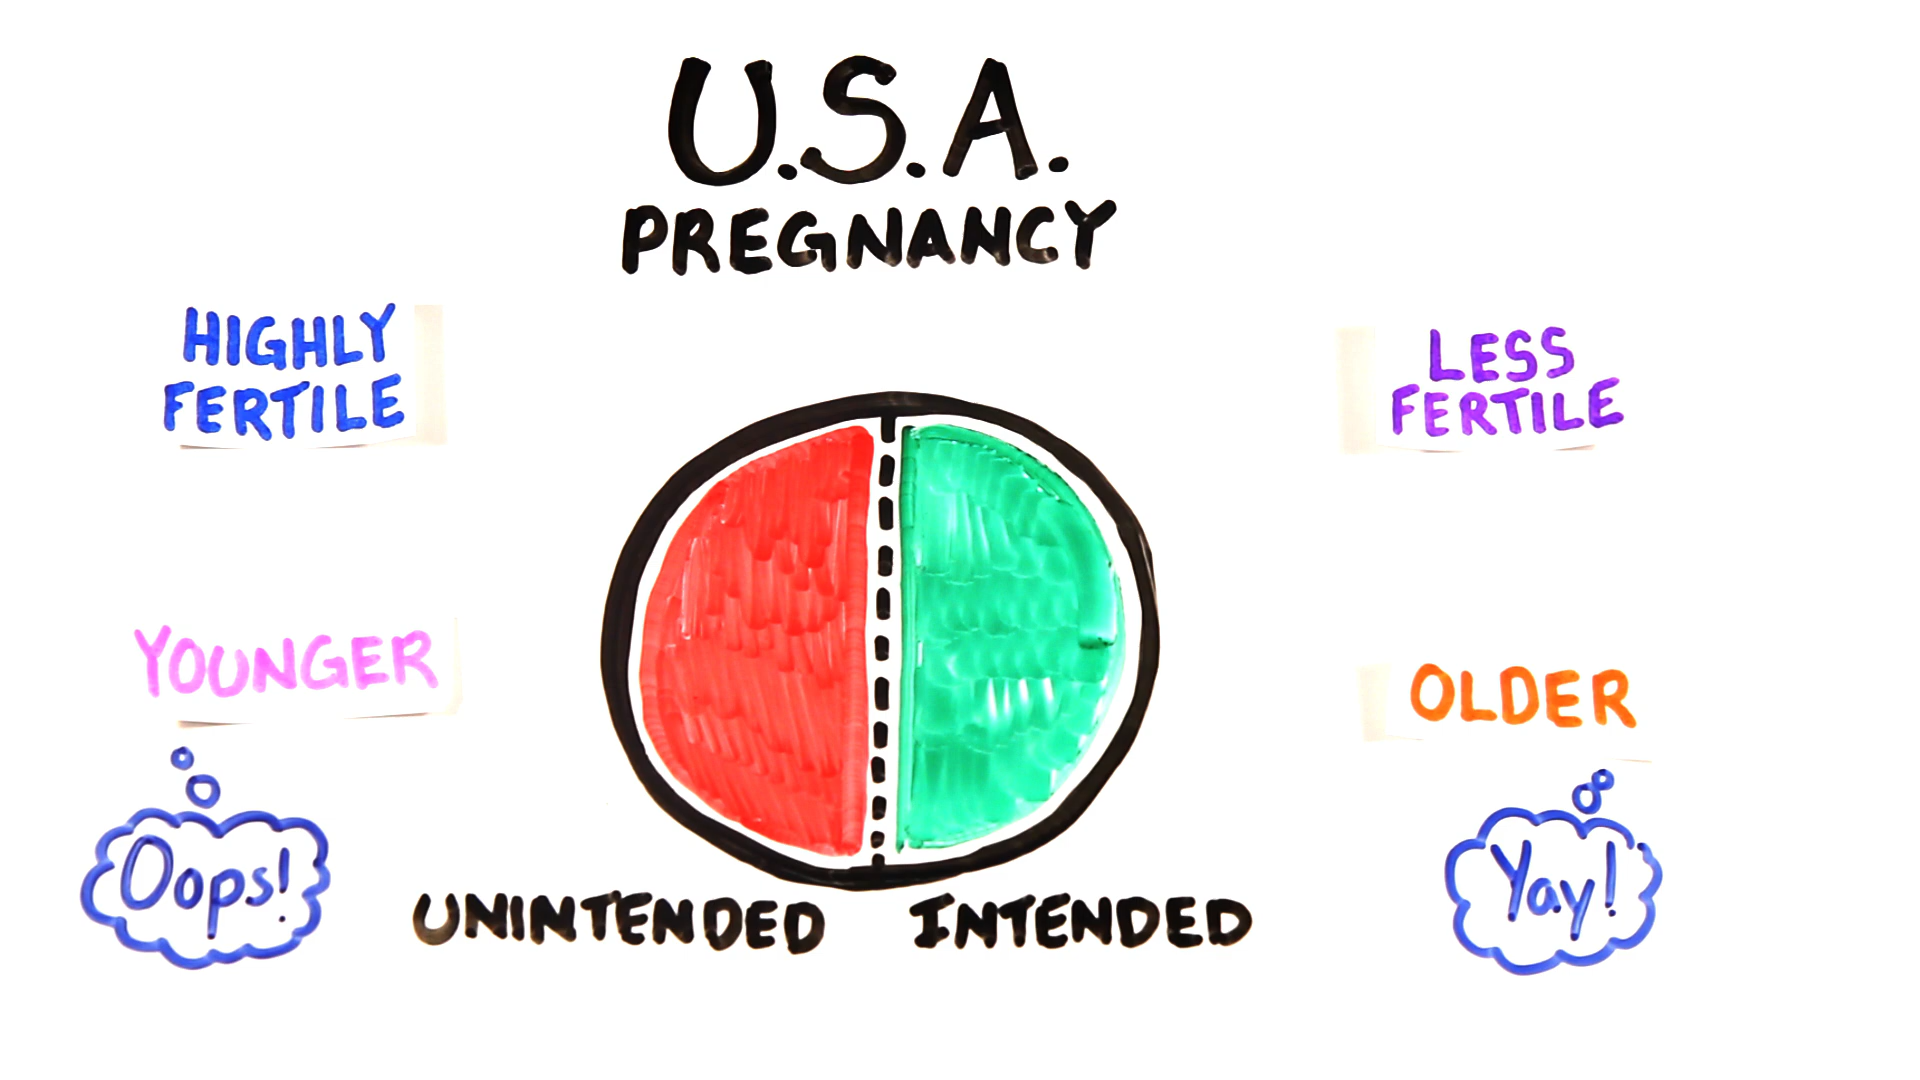 U.S.A.
PREGNANCY
HIGHLY
FERTILE
LESS
FERTILE
YOUNGER
OLDER
Oops!
Yay!
UNINTENDED
INTENDED